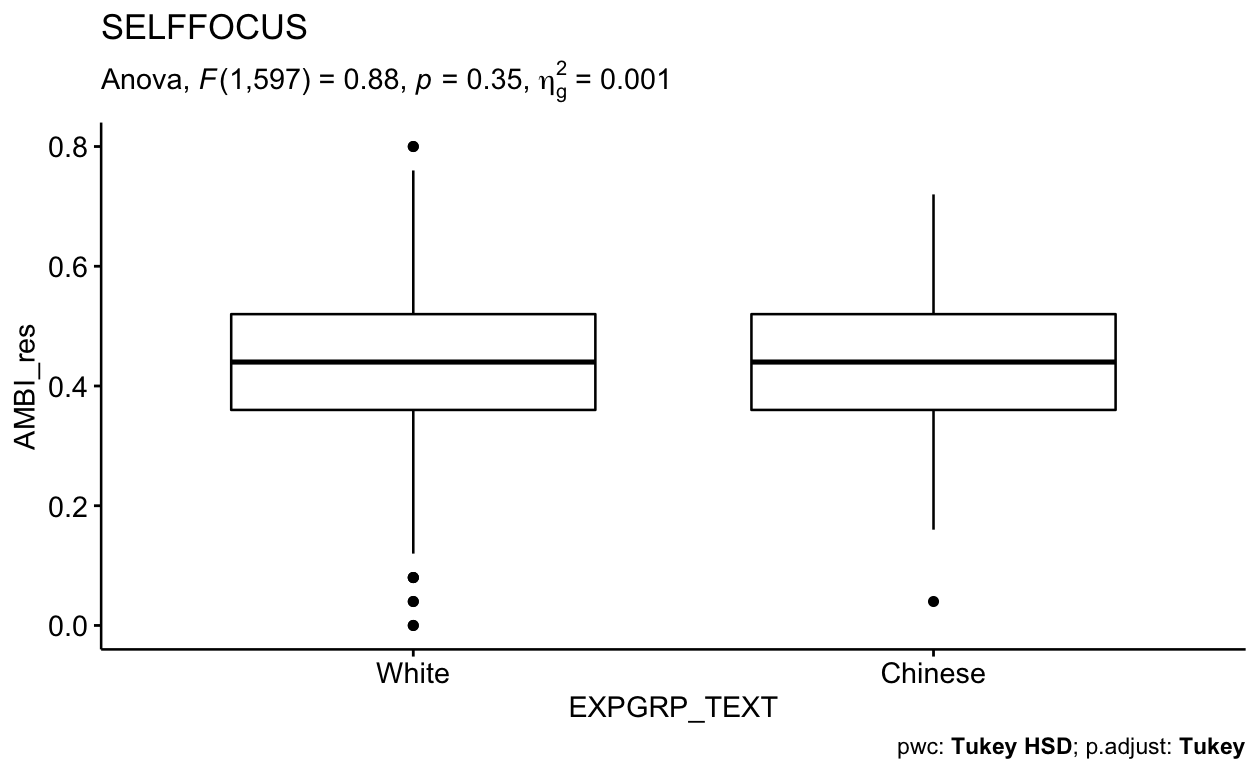 SELFFOCUS
Anova, F(1,597) = 0.88, p = 0.35, η²g = 0.001
0.8
0.6
0.4
0.2
0.0
AMBI_res
White Chinese
EXPGRP_TEXT
pwc: Tukey HSD; p.adjust: Tukey